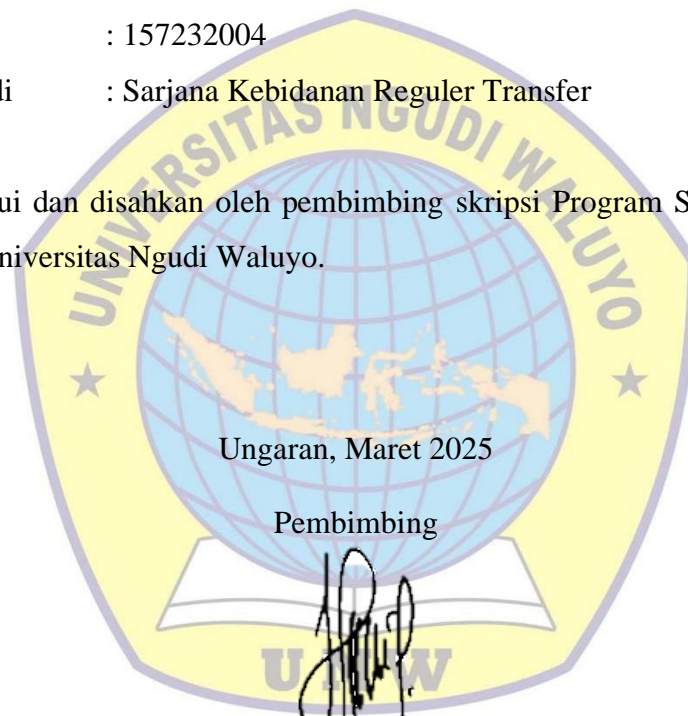 : 157232004
di : Sarjana Kebidanan Reguler Transfer
UNIVERSITAS NGUDI WALUYO
ui dan disahkan oleh pembimbing skripsi Program S
niversitas Ngudi Waluyo.
Ungaran, Maret 2025
Pembimbing
UNW